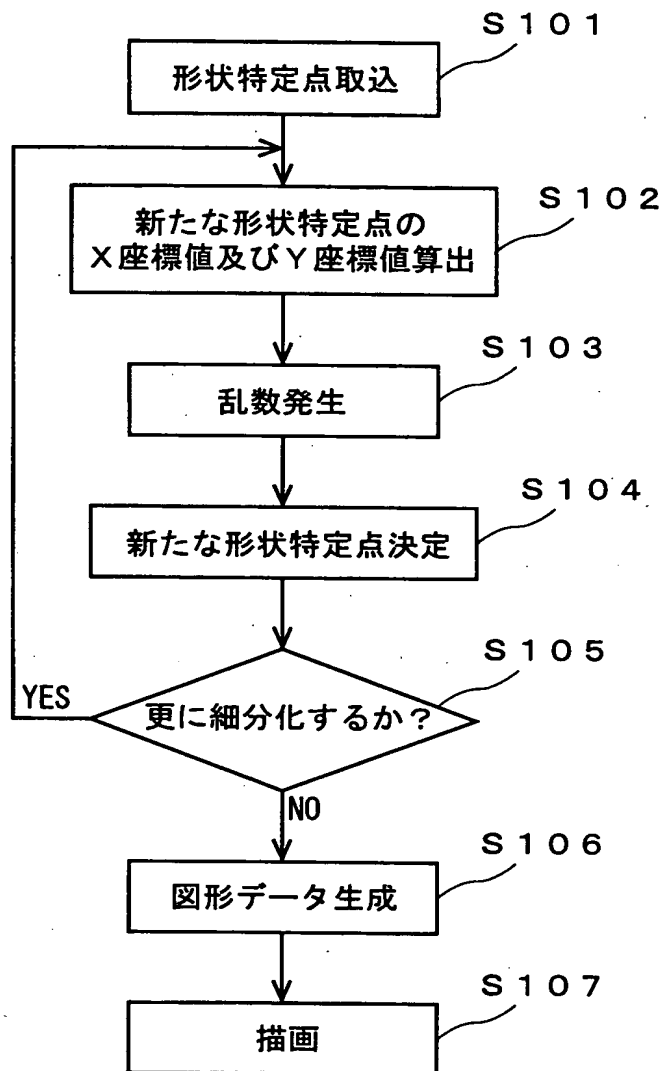 S101
形状特定点取込
S102
新たな形状特定点の
X座標値及びY座標値算出
S103
乱数発生
S104
新たな形状特定点決定
S105
更に細分化するか？
YES
NO
S106
図形データ生成
S107
描画